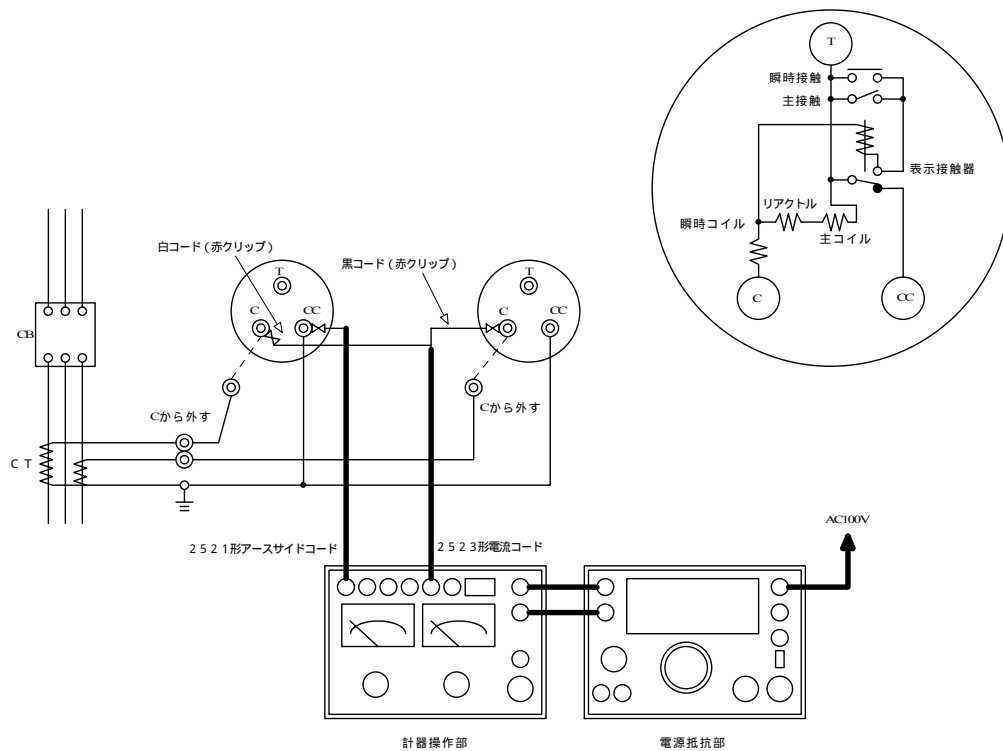 T
瞬時接触
主接触
表示接触器
リアクトル
瞬時コイル
主コイル
C
CC
白コード(赤クリップ)
黒コード(赤クリップ)
T
C
CC
T
C
CC
CB
Cから外す
Cから外す
CT
AC100V
2521形アースサイドコード
2523形電流コード
計器操作部
電源抵抗部